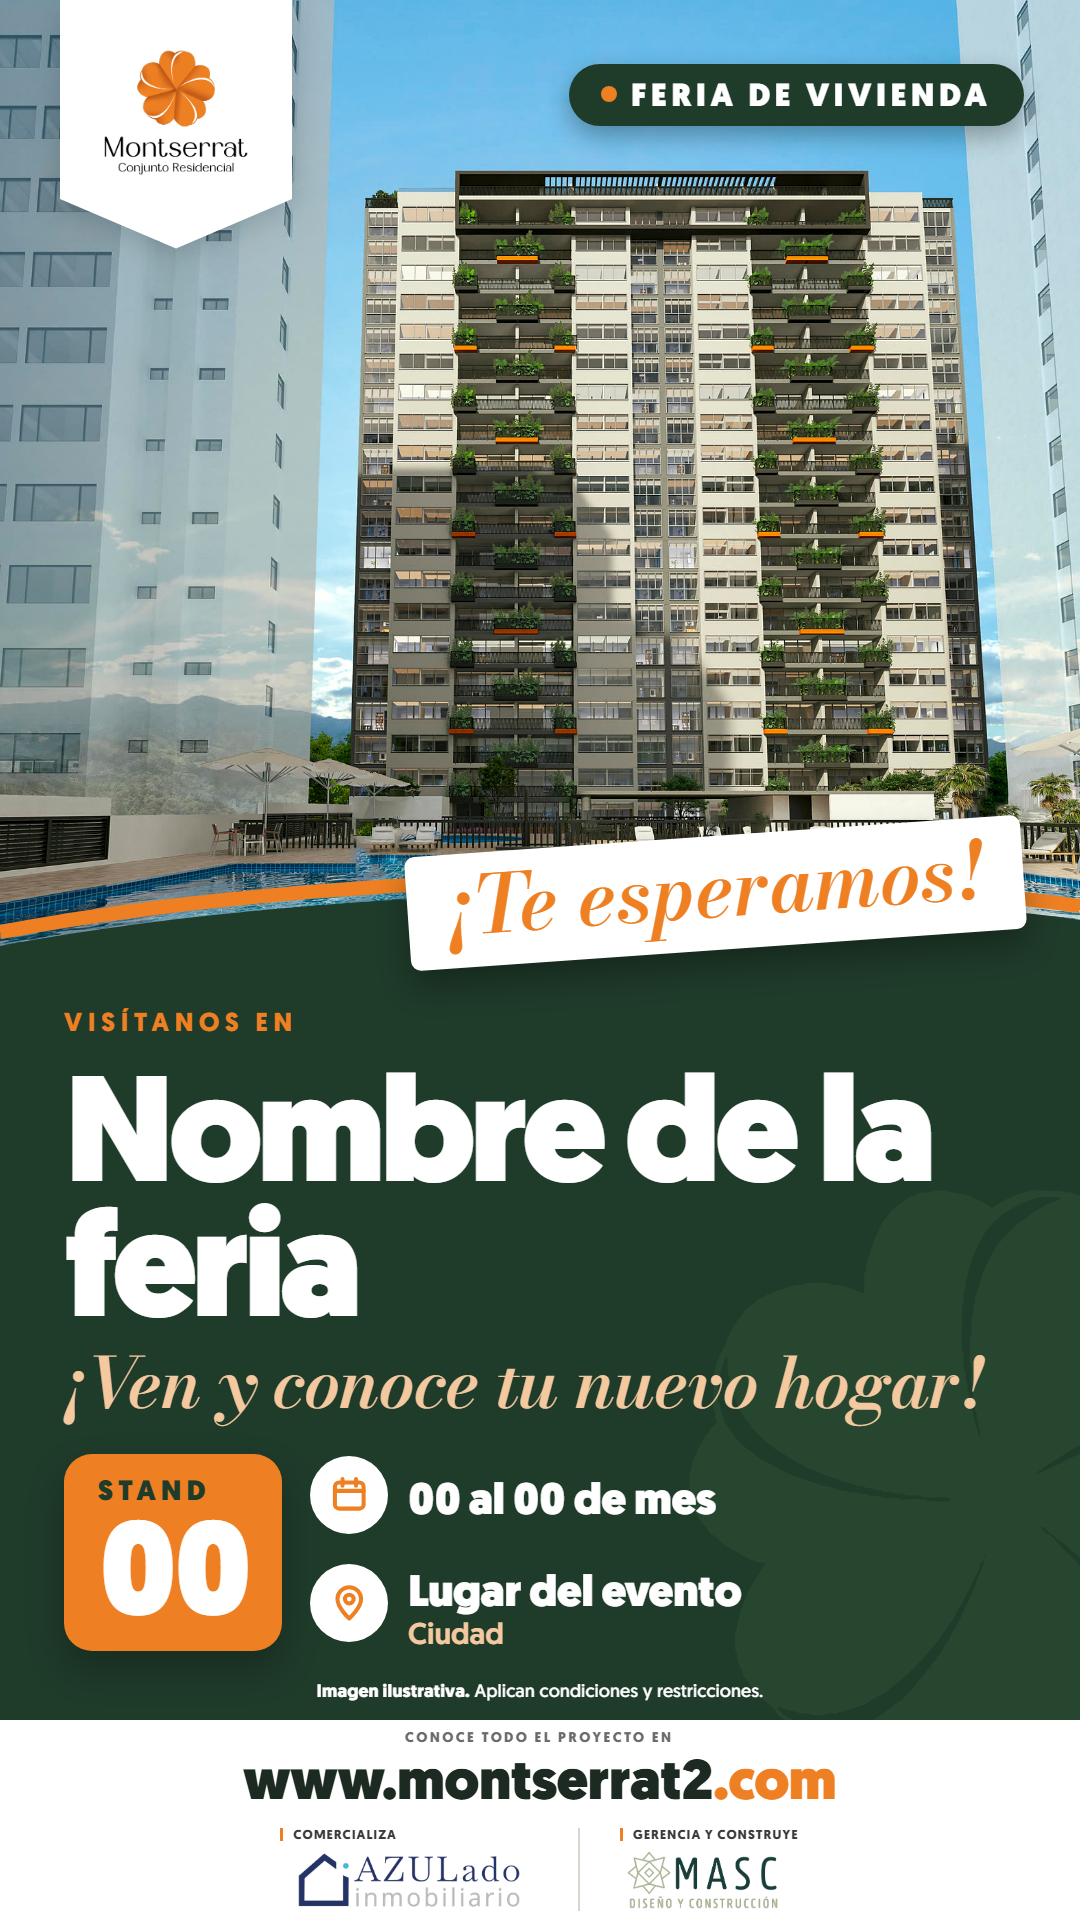 Montserrat
Conjunto Residencial
FERIA DE VIVIENDA
¡Te esperamos!
VISÍTANOS EN
Nombre de la
feria
¡Ven y conoce tu nuevo hogar!
STAND
00
00 al 00 de mes
Lugar del evento
Ciudad
Imagen ilustrativa. Aplican condiciones y restricciones.
CONOCE TODO EL PROYECTO EN
www.montserrat2.com
COMERCIALIZA
AZULado
inmobiliario
GERENCIA Y CONSTRUYE
MASC
DISEÑO Y CONSTRUCCIÓN